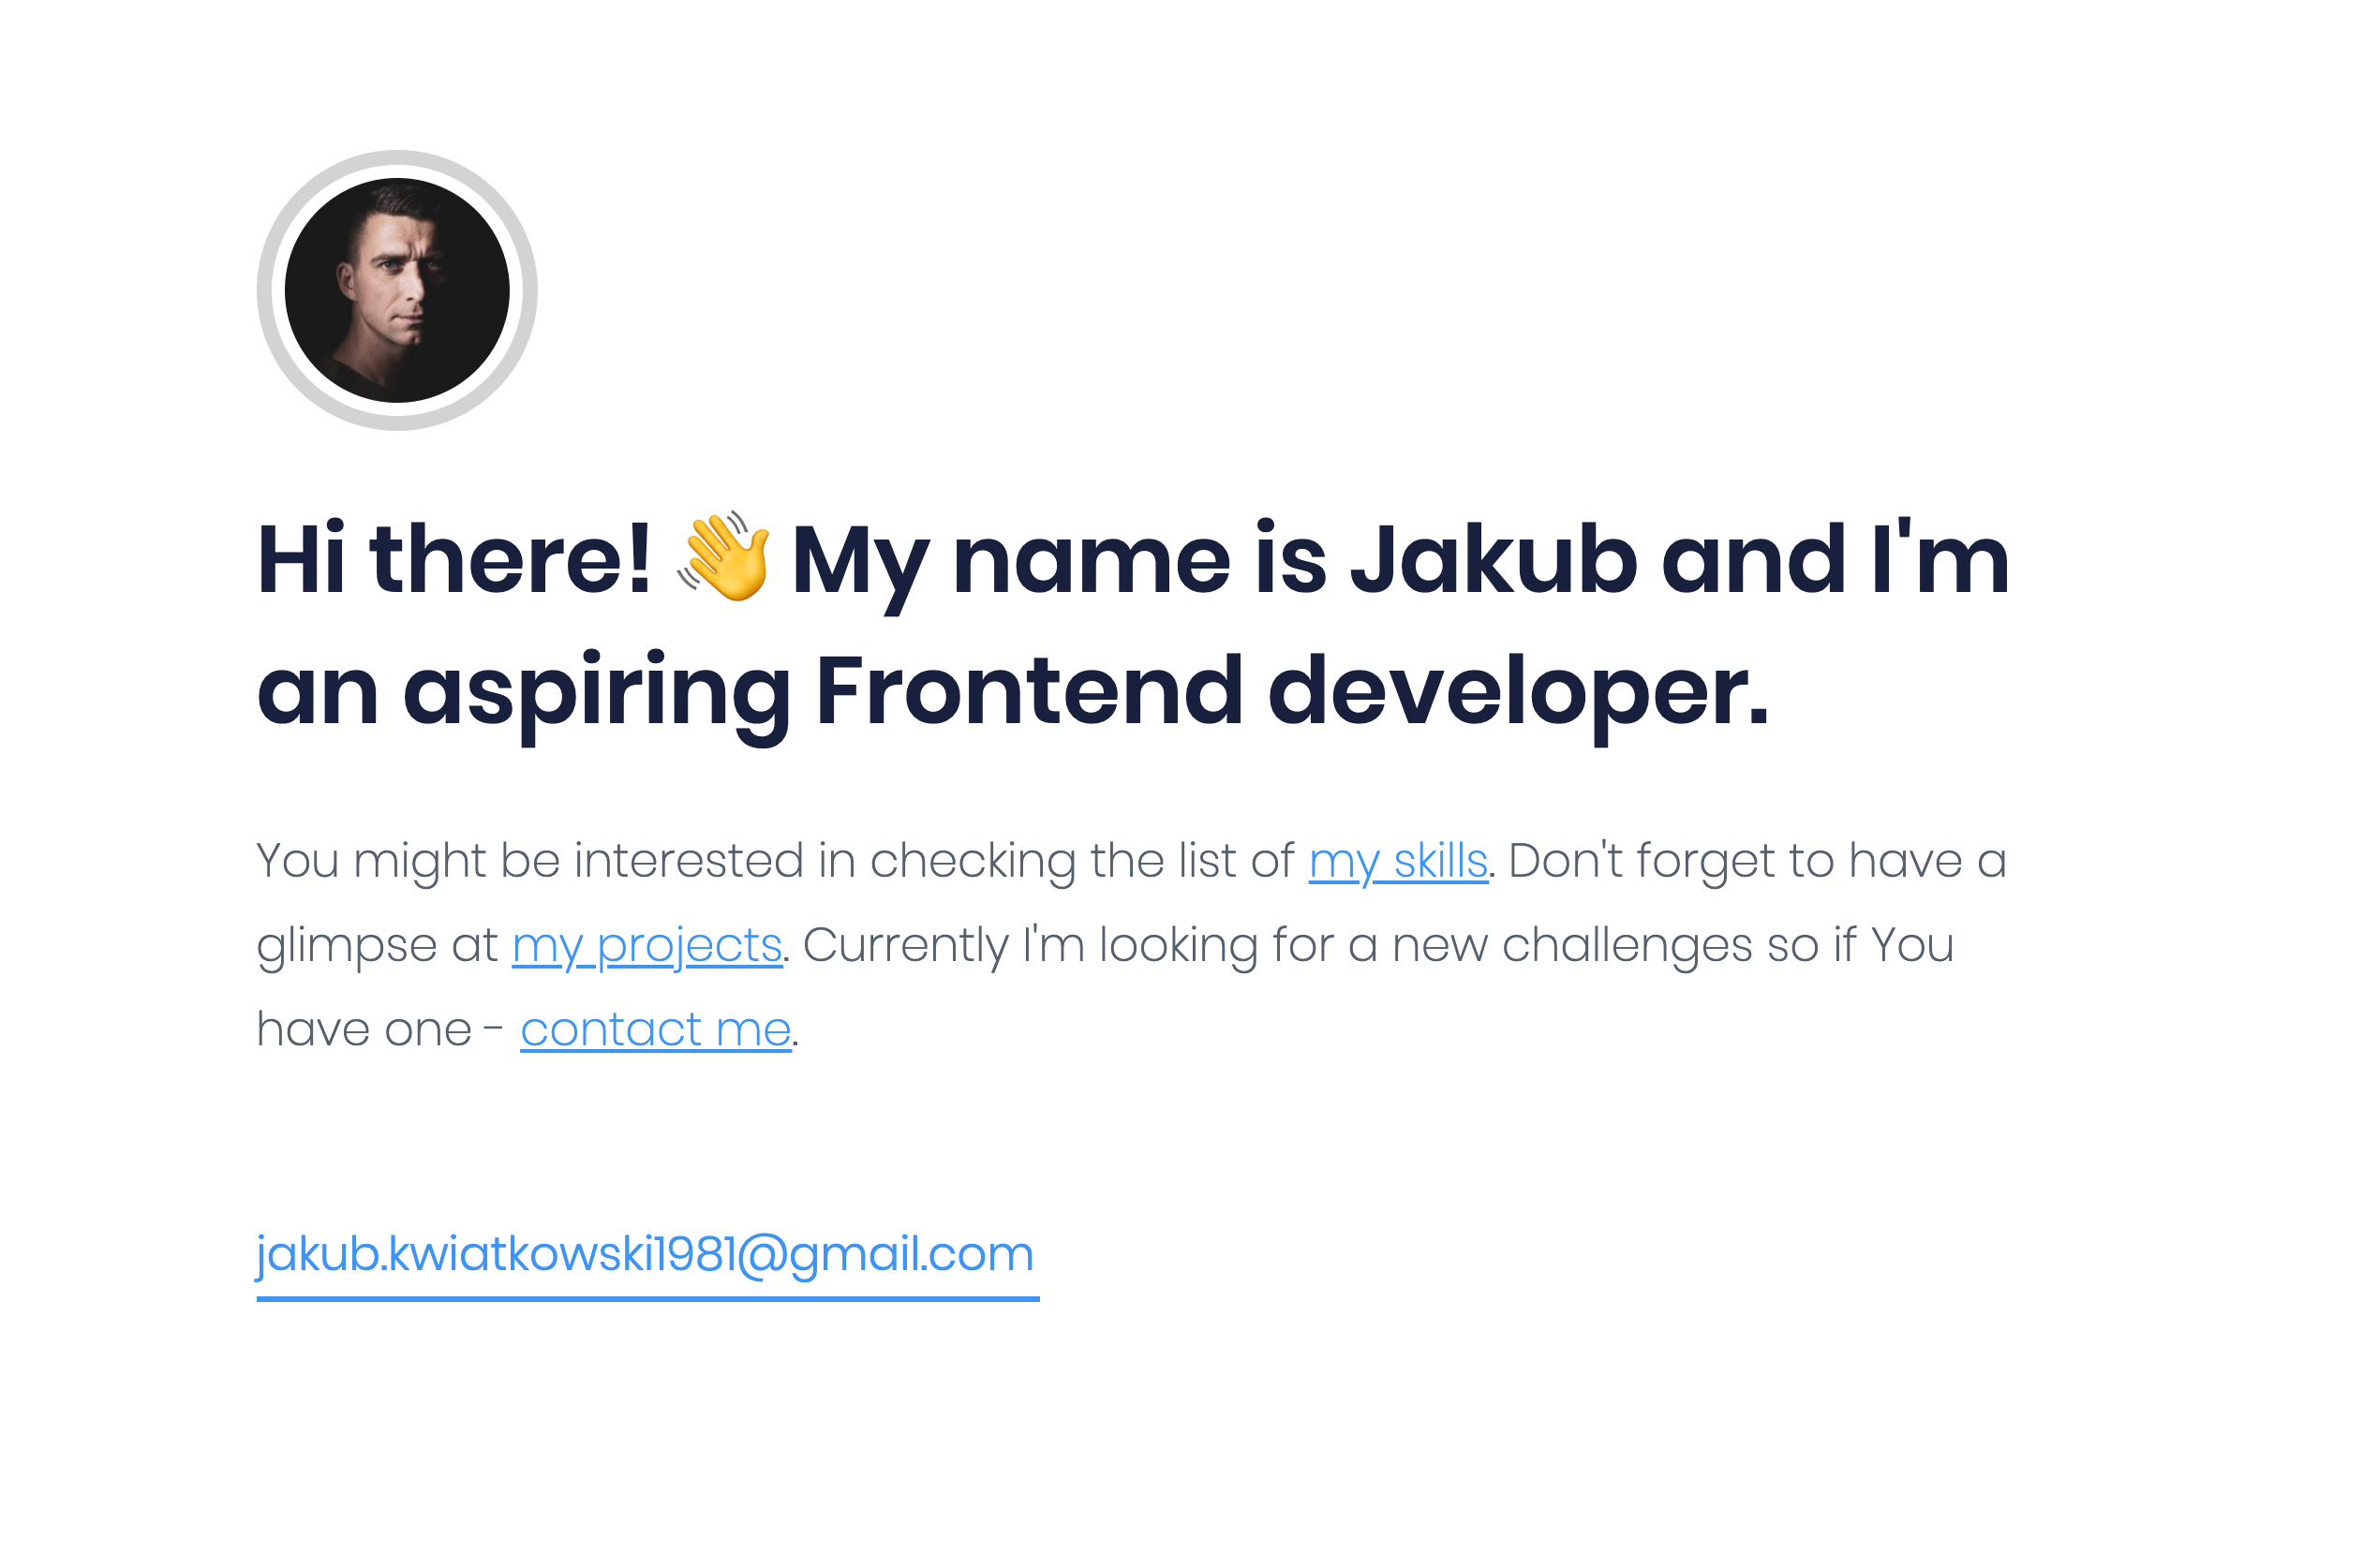 Hi there! 👋 My name is Jakub and I'm
an aspiring Frontend developer.
You might be interested in checking the list of my skills. Don't forget to have a
glimpse at my projects. Currently I'm looking for a new challenges so if You
have one - contact me.
jakub.kwiatkowski1981@gmail.com